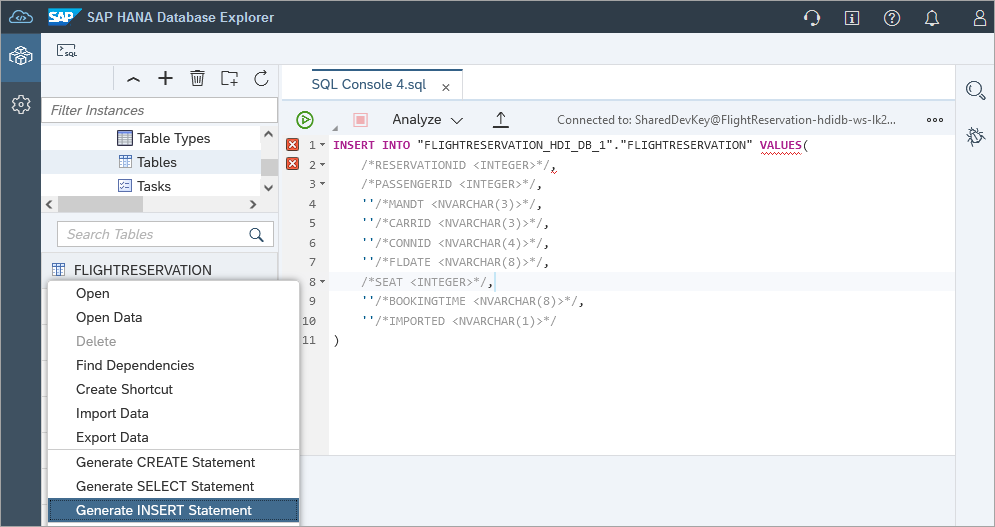 SAP SAP HANA Database Explorer
SQL
Filter Instances
Table Types
Tables
Tasks
Search Tables
FLIGHTRESERVATION
Open
Open Data
Delete
Find Dependencies
Create Shortcut
Import Data
Export Data
Generate CREATE Statement
Generate SELECT Statement
Generate INSERT Statement
SQL Console 4.sql
Analyze Connected to: SharedDevKey@FlightReservation-hdidb-ws-lk2...
1 INSERT INTO "FLIGHTRESERVATION_HDI_DB_1"."FLIGHTRESERVATION" VALUES(
2 /*RESERVATIONID <INTEGER>*/,
3 /*PASSENGERID <INTEGER>*/,
4 ''/*MANDT <NVARCHAR(3)>*/,
5 ''/*CARRID <NVARCHAR(3)>*/,
6 ''/*CONNID <NVARCHAR(4)>*/,
7 ''/*FLDATE <NVARCHAR(8)>*/,
8 /*SEAT <INTEGER>*/,
9 ''/*BOOKINGTIME <NVARCHAR(8)>*/,
10 ''/*IMPORTED <NVARCHAR(1)>*/
11 )